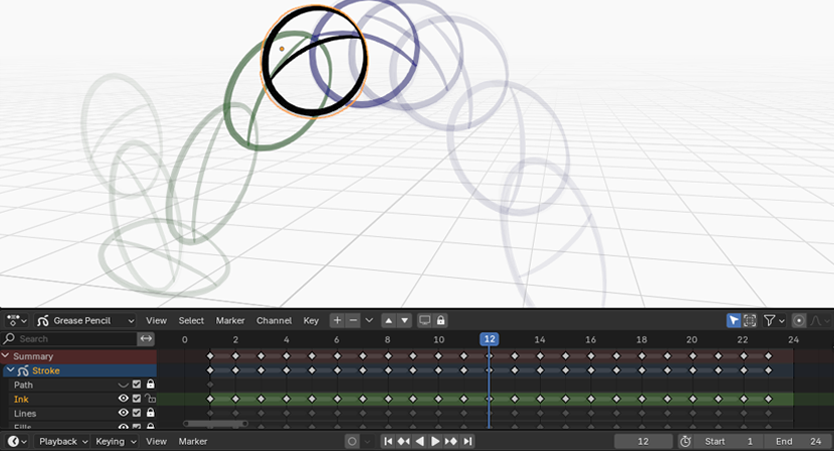 Grease Pencil View Select Marker Channel Key
Search 0 2 4 6 8 10 12 14 16 18 20 22 24
Summary
Stroke
Path
Ink
Lines
Fills
Playback Keying View Marker 12 Start 1 End 24